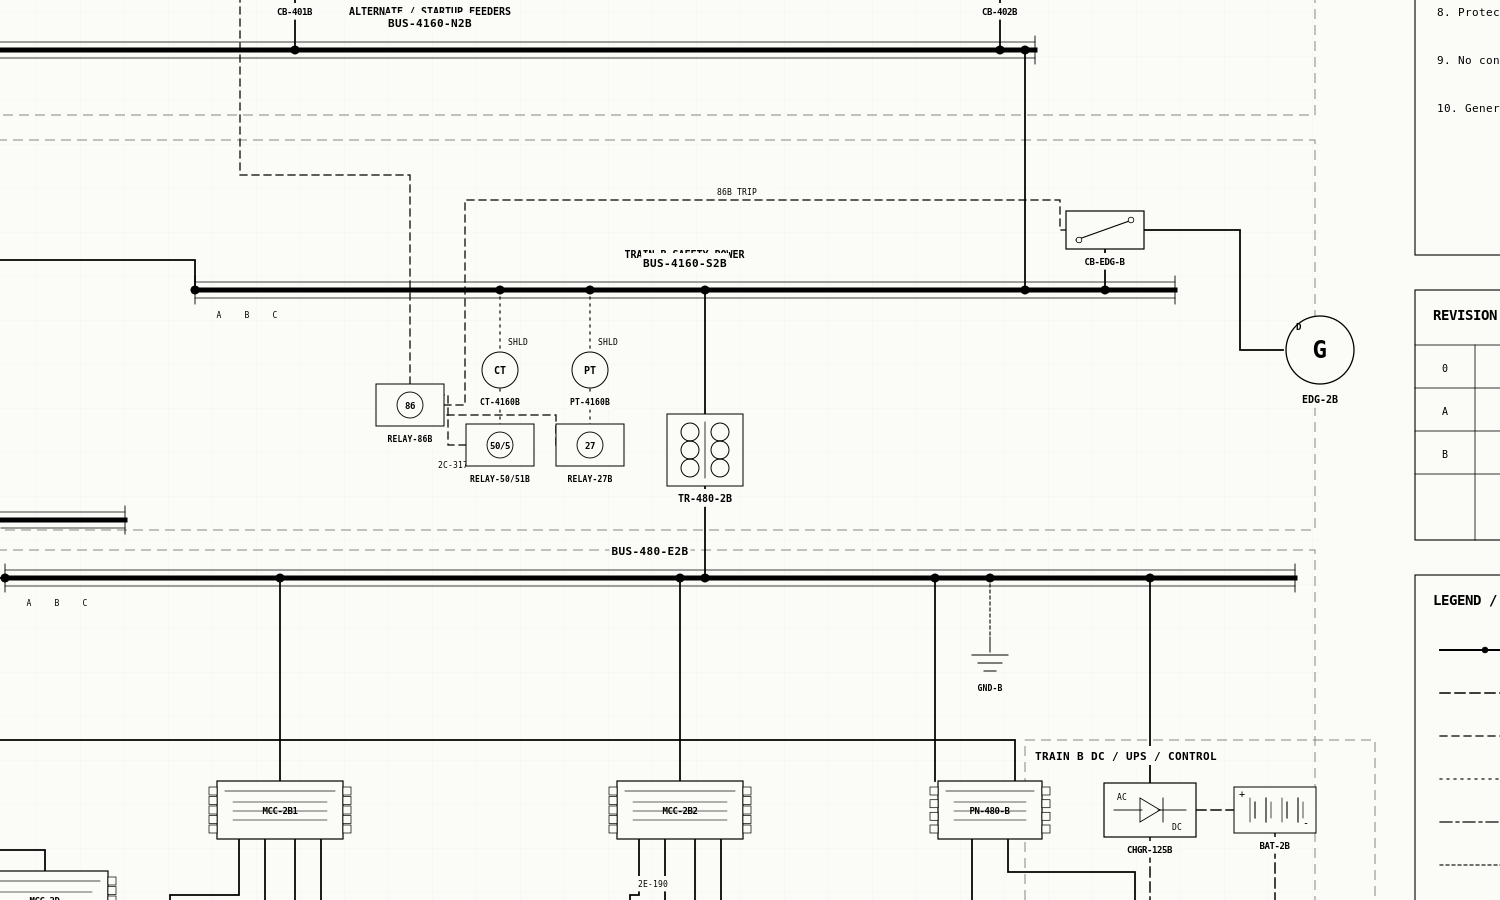 CB-401B
ALTERNATE / STARTUP FEEDERS
BUS-4160-N2B
CB-402B
8. Protec
9. No con
10. Gener
86B TRIP
CB-EDG-B
TRAIN B SAFETY POWER
BUS-4160-S2B
A B C
SHLD
SHLD
CT
PT
CT-4160B
PT-4160B
86
RELAY-86B
50/5
27
2C-317
RELAY-50/51B
RELAY-27B
TR-480-2B
D
G
EDG-2B
REVISION
0
A
B
BUS-480-E2B
A B C
GND-B
LEGEND /
TRAIN B DC / UPS / CONTROL
MCC-2B1
MCC-2B2
PN-480-B
AC
DC
CHGR-125B
+
-
BAT-2B
2E-190